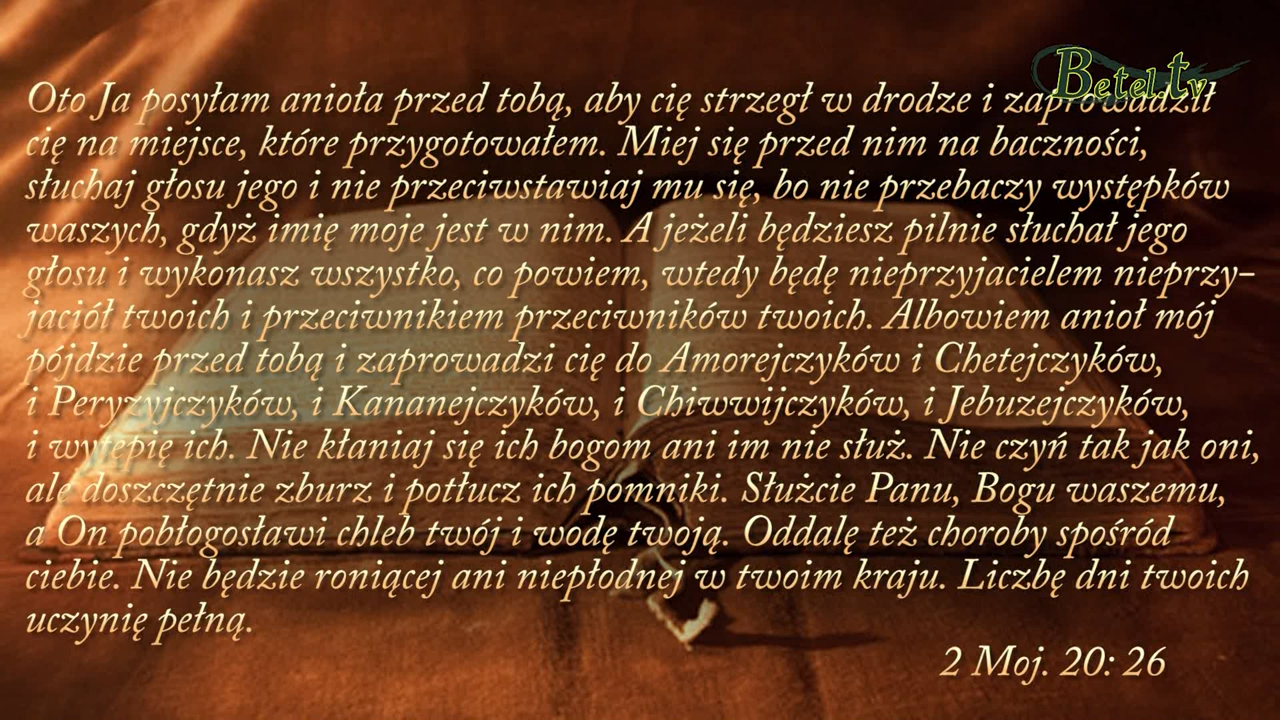 Betel.tv
Oto Ja posyłam anioła przed tobą, aby cię strzegł w drodze i zaprowadził
cię na miejsce, które przygotowałem. Miej się przed nim na baczności,
słuchaj głosu jego i nie przeciwstawiaj mu się, bo nie przebaczy występków
waszych, gdyż imię moje jest w nim. A jeżeli będziesz pilnie słuchał jego
głosu i wykonasz wszystko, co powiem, wtedy będę nieprzyjacielem nieprzy-
jaciół twoich i przeciwnikiem przeciwników twoich. Albowiem anioł mój
pójdzie przed tobą i zaprowadzi cię do Amorejczyków i Chetejczyków,
i Peryzyjczyków, i Kananejczyków, i Chiwwijczyków, i Jebuzejczyków,
i wytępię ich. Nie kłaniaj się ich bogom ani im nie służ. Nie czyń tak jak oni,
ale doszczętnie zburz i potłucz ich pomniki. Służcie Panu, Bogu waszemu,
a On pobłogosławi chleb twój i wodę twoją. Oddalę też choroby spośród
ciebie. Nie będzie roniącej ani niepłodnej w twoim kraju. Liczbę dni twoich
uczynię pełną.
2 Moj. 20: 26